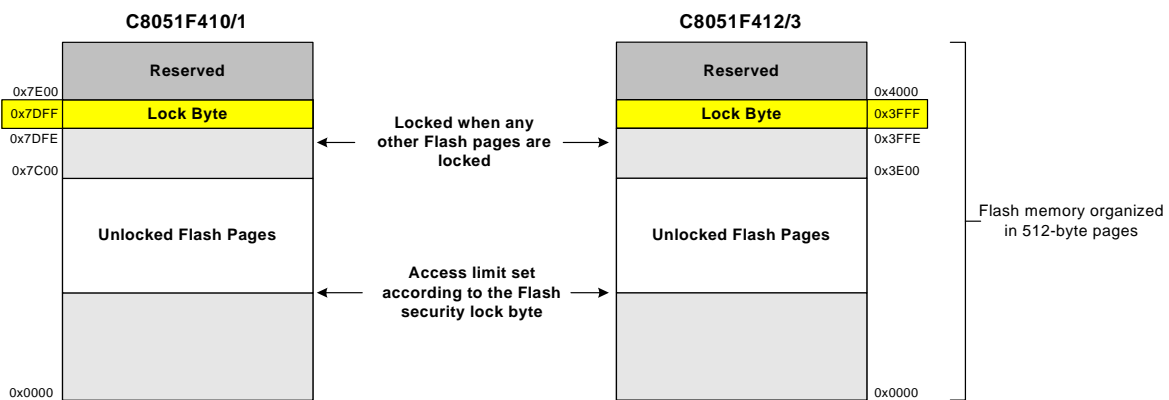 C8051F410/1
C8051F412/3
Reserved
Reserved
0x7E00
0x4000
0x7DFF
Lock Byte
Lock Byte
0x3FFF
Locked when any
other Flash pages are
locked
0x7DFE
0x3FFE
0x7C00
0x3E00
Flash memory organized
in 512-byte pages
Unlocked Flash Pages
Unlocked Flash Pages
Access limit set
according to the Flash
security lock byte
0x0000
0x0000